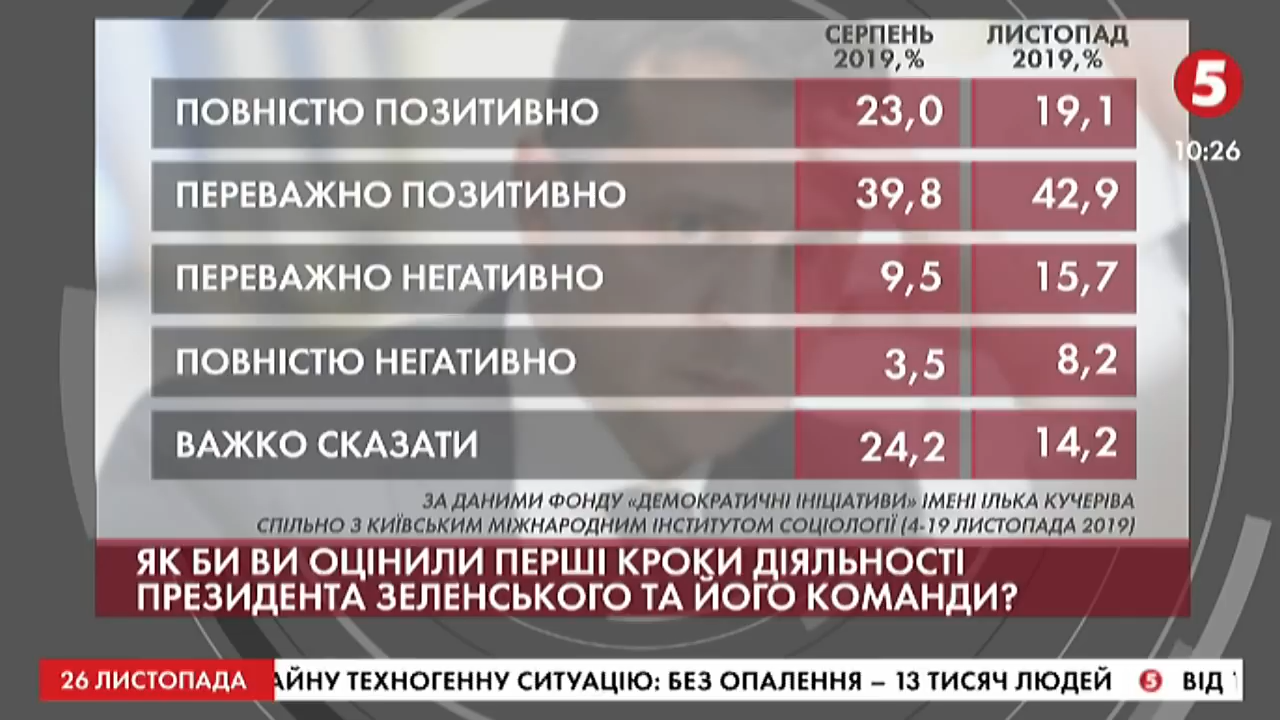 СЕРПЕНЬ ЛИСТОПАД
2019,% 2019,%
5
10:26
ПОВНІСТЮ ПОЗИТИВНО 23,0 19,1
ПЕРЕВАЖНО ПОЗИТИВНО 39,8 42,9
ПЕРЕВАЖНО НЕГАТИВНО 9,5 15,7
ПОВНІСТЮ НЕГАТИВНО 3,5 8,2
ВАЖКО СКАЗАТИ 24,2 14,2
ЗА ДАНИМИ ФОНДУ «ДЕМОКРАТИЧНІ ІНІЦІАТИВИ» ІМЕНІ ІЛЬКА КУЧЕРІВА
СПІЛЬНО З КИЇВСЬКИМ МІЖНАРОДНИМ ІНСТИТУТОМ СОЦІОЛОГІЇ (4-19 ЛИСТОПАДА 2019)
ЯК БИ ВИ ОЦІНИЛИ ПЕРШІ КРОКИ ДІЯЛЬНОСТІ
ПРЕЗИДЕНТА ЗЕЛЕНСЬКОГО ТА ЙОГО КОМАНДИ?
26 ЛИСТОПАДА АЙНУ ТЕХНОГЕННУ СИТУАЦІЮ: БЕЗ ОПАЛЕННЯ – 13 ТИСЯЧ ЛЮДЕЙ 5 ВІД